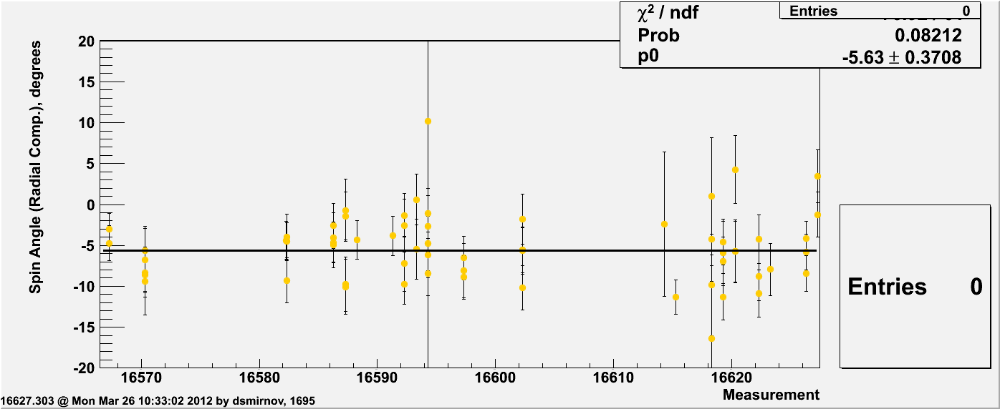 χ² / ndf
Entries 0
Prob 0.08212
p0 -5.63 ± 0.3708
Spin Angle (Radial Comp.), degrees
20
15
10
5
0
-5
-10
-15
-20
16570 16580 16590 16600 16610 16620
Measurement
Entries 0
16627.303 @ Mon Mar 26 10:33:02 2012 by dsmirnov, 1695